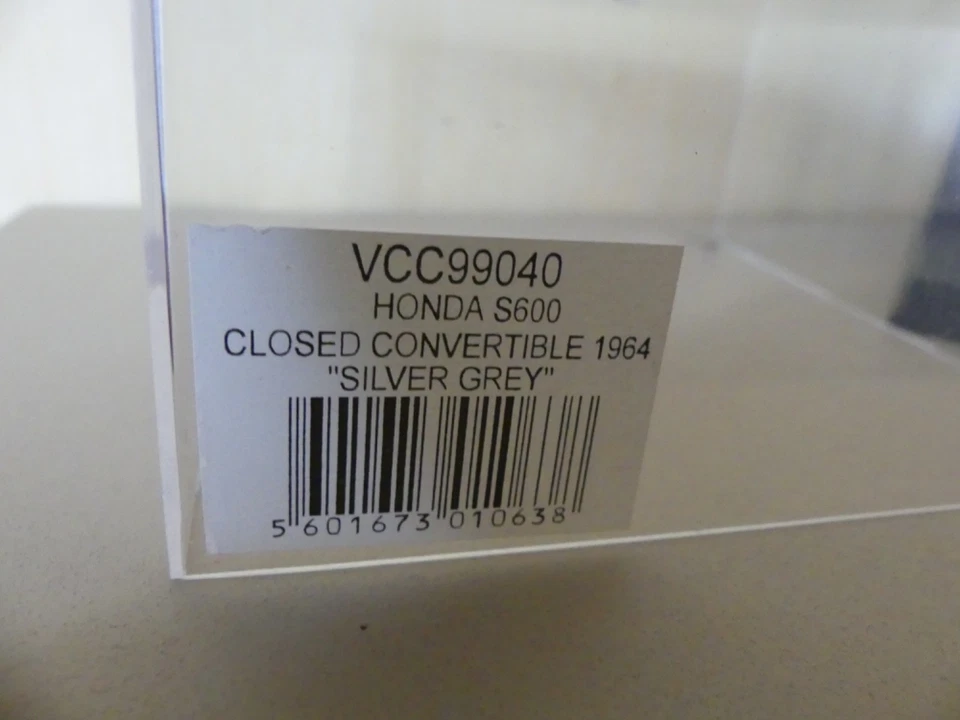 VCC99040
HONDA S600
CLOSED CONVERTIBLE 1964
"SILVER GREY"
5 601673 010638